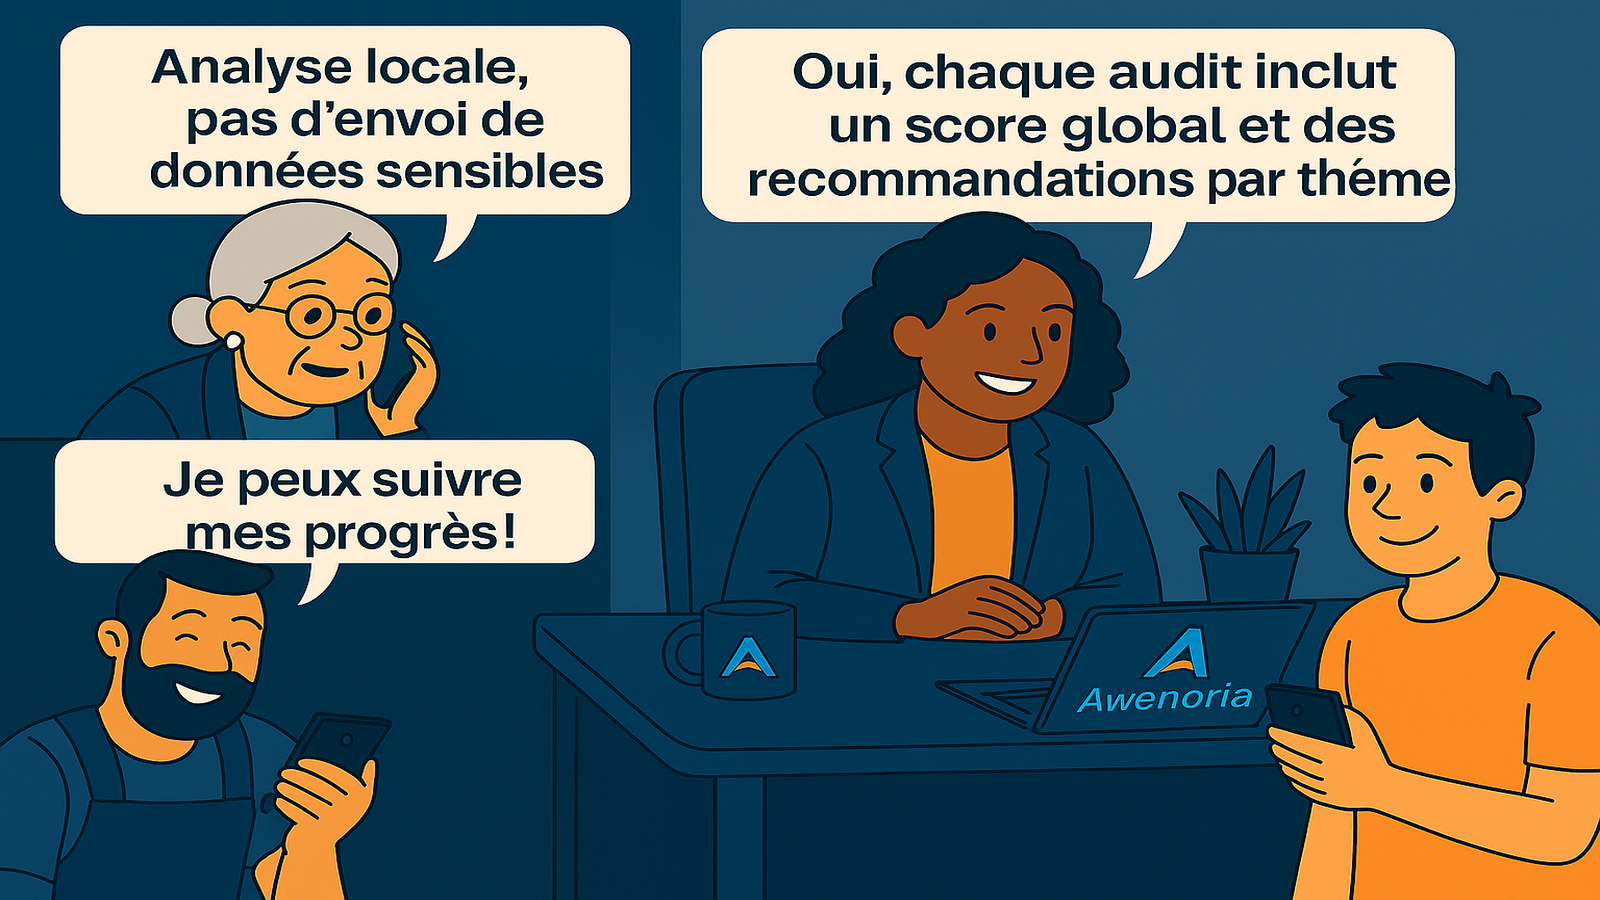 Analyse locale,
pas d’envoi de
données sensibles
Oui, chaque audit inclut
un score global et des
recommandations par théme
Je peux suivre
mes progrès!
Awenoria